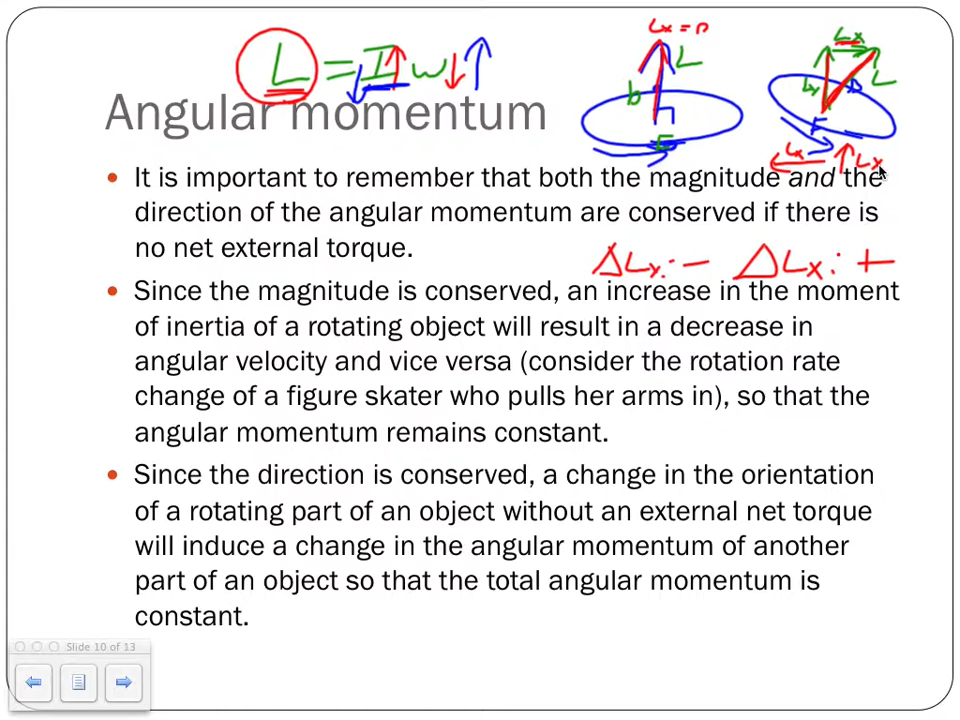 Lx = 0
L = I w
L
b
Lx
L
Ly
Angular momentum
Lx
Lx
• It is important to remember that both the magnitude and the
direction of the angular momentum are conserved if there is
no net external torque.
ΔLx: − ΔLx: +
• Since the magnitude is conserved, an increase in the moment
of inertia of a rotating object will result in a decrease in
angular velocity and vice versa (consider the rotation rate
change of a figure skater who pulls her arms in), so that the
angular momentum remains constant.
• Since the direction is conserved, a change in the orientation
of a rotating part of an object without an external net torque
will induce a change in the angular momentum of another
part of an object so that the total angular momentum is
constant.
Slide 10 of 13